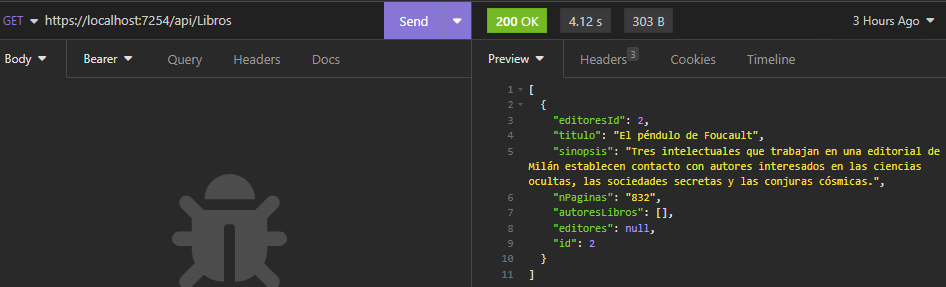 GET https://localhost:7254/api/Libros Send 200 OK 4.12 s 303 B 3 Hours Ago
Body Bearer Query Headers Docs Preview Headers 3 Cookies Timeline
1 [
2 {
3 "editoresId": 2,
4 "titulo": "El péndulo de Foucault",
5 "sinopsis": "Tres intelectuales que trabajan en una editorial de
Milán establecen contacto con autores interesados en las ciencias
ocultas, las sociedades secretas y las conjuras cósmicas.",
6 "nPaginas": "832",
7 "autoresLibros": [],
8 "editores": null,
9 "id": 2
10 }
11 ]